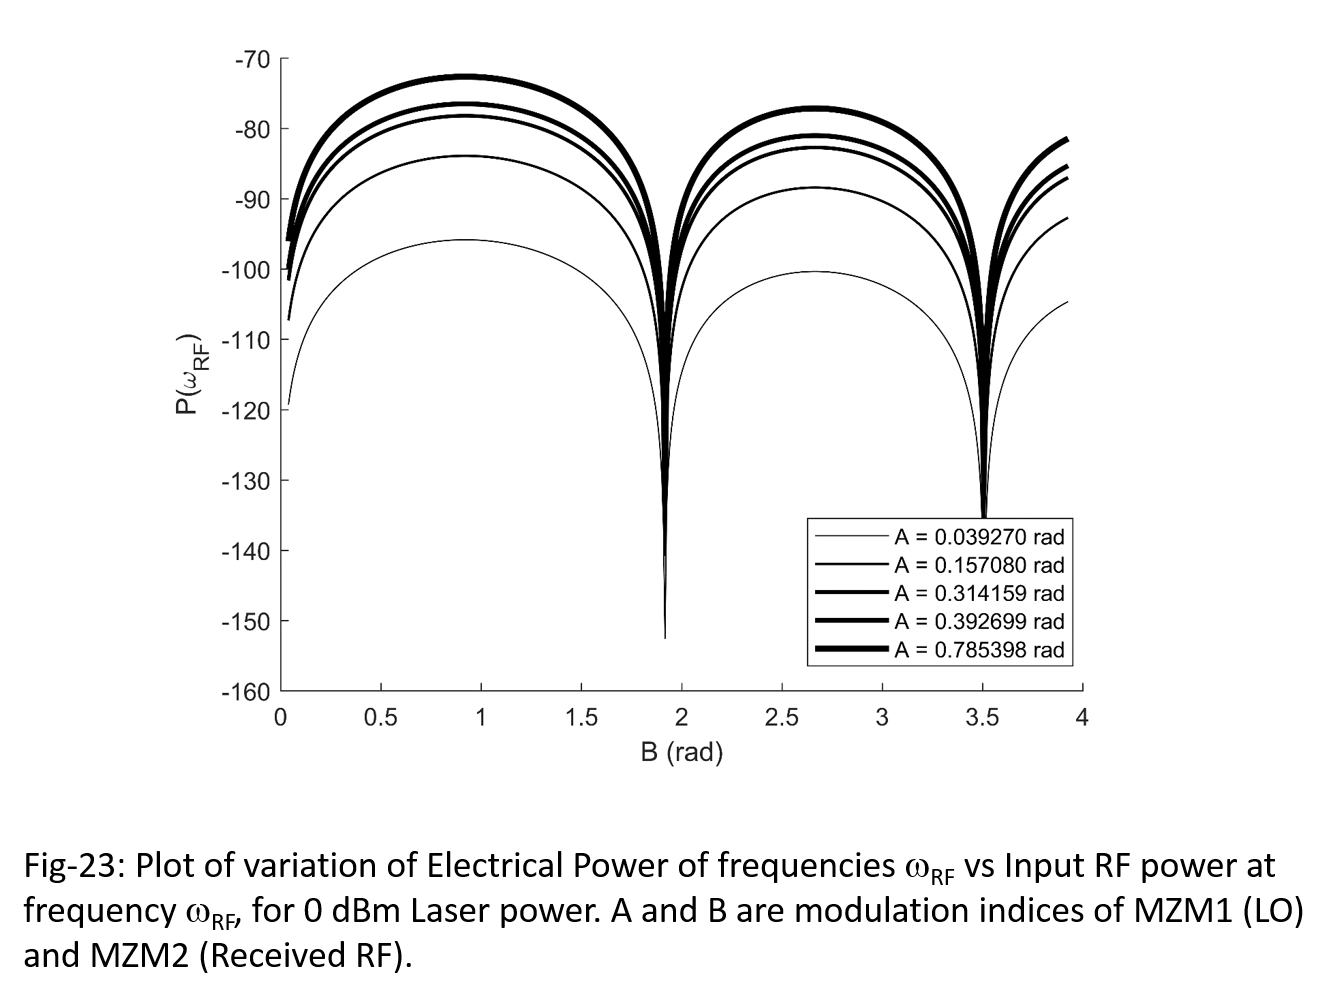 -70
-80
-90
-100
-110
-120
-130
-140
-150
-160
P(ωRF)
0 0.5 1 1.5 2 2.5 3 3.5 4
B (rad)
A = 0.039270 rad
A = 0.157080 rad
A = 0.314159 rad
A = 0.392699 rad
A = 0.785398 rad
Fig-23: Plot of variation of Electrical Power of frequencies ωRF vs Input RF power at
frequency ωRF, for 0 dBm Laser power. A and B are modulation indices of MZM1 (LO)
and MZM2 (Received RF).